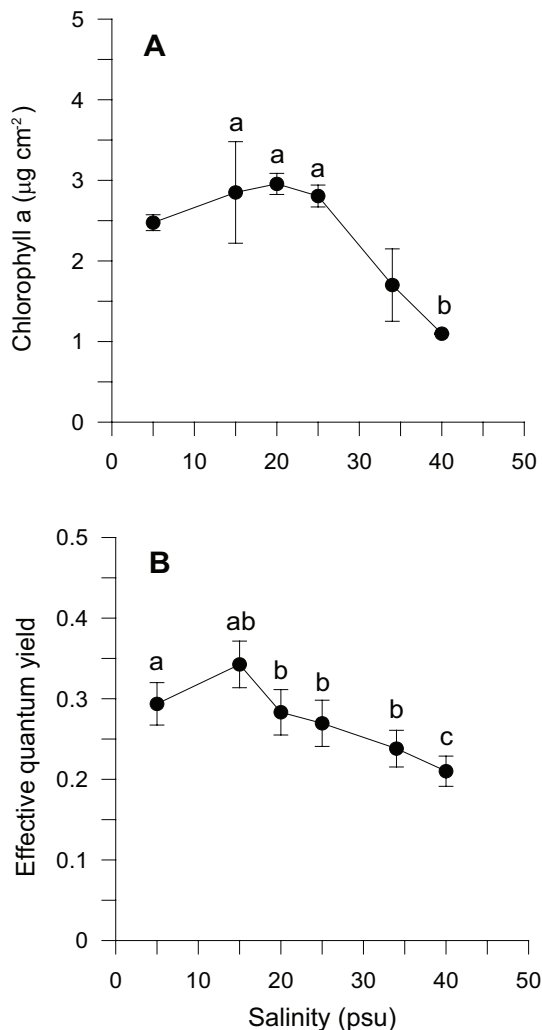 5
A
4
a
a
a
3
2
b
1
0
0 10 20 30 40 50
Chlorophyll a (µg cm-2)
0.5
B
0.4
ab
a
b
b
0.3
b
c
0.2
0.1
0
0 10 20 30 40 50
Effective quantum yield
Salinity (psu)